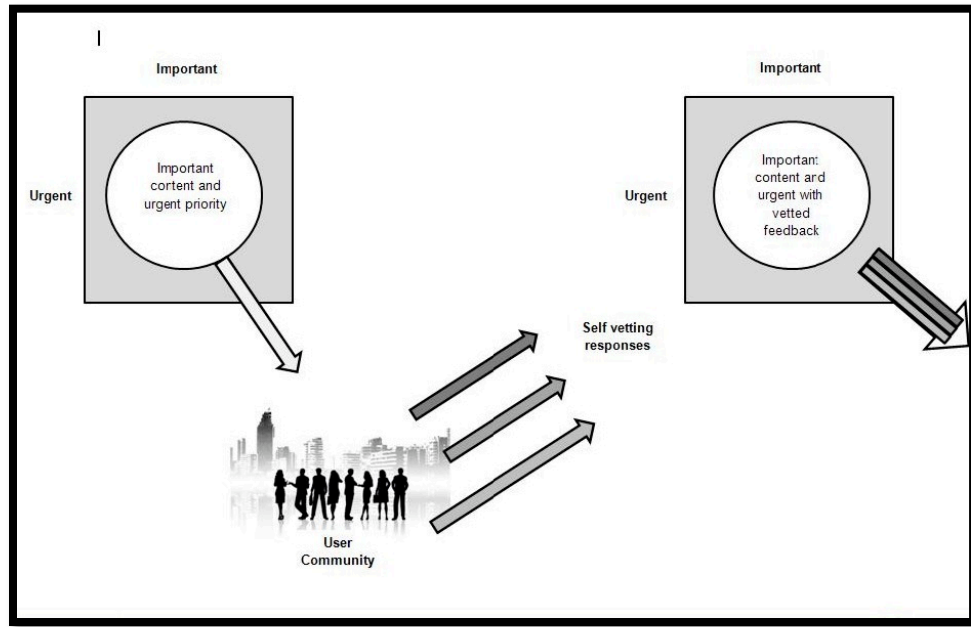 Important
Urgent
Important
content and
urgent priority
Important
Urgent
Important
content and
urgent with
vetted
feedback
Self vetting
responses
User
Community